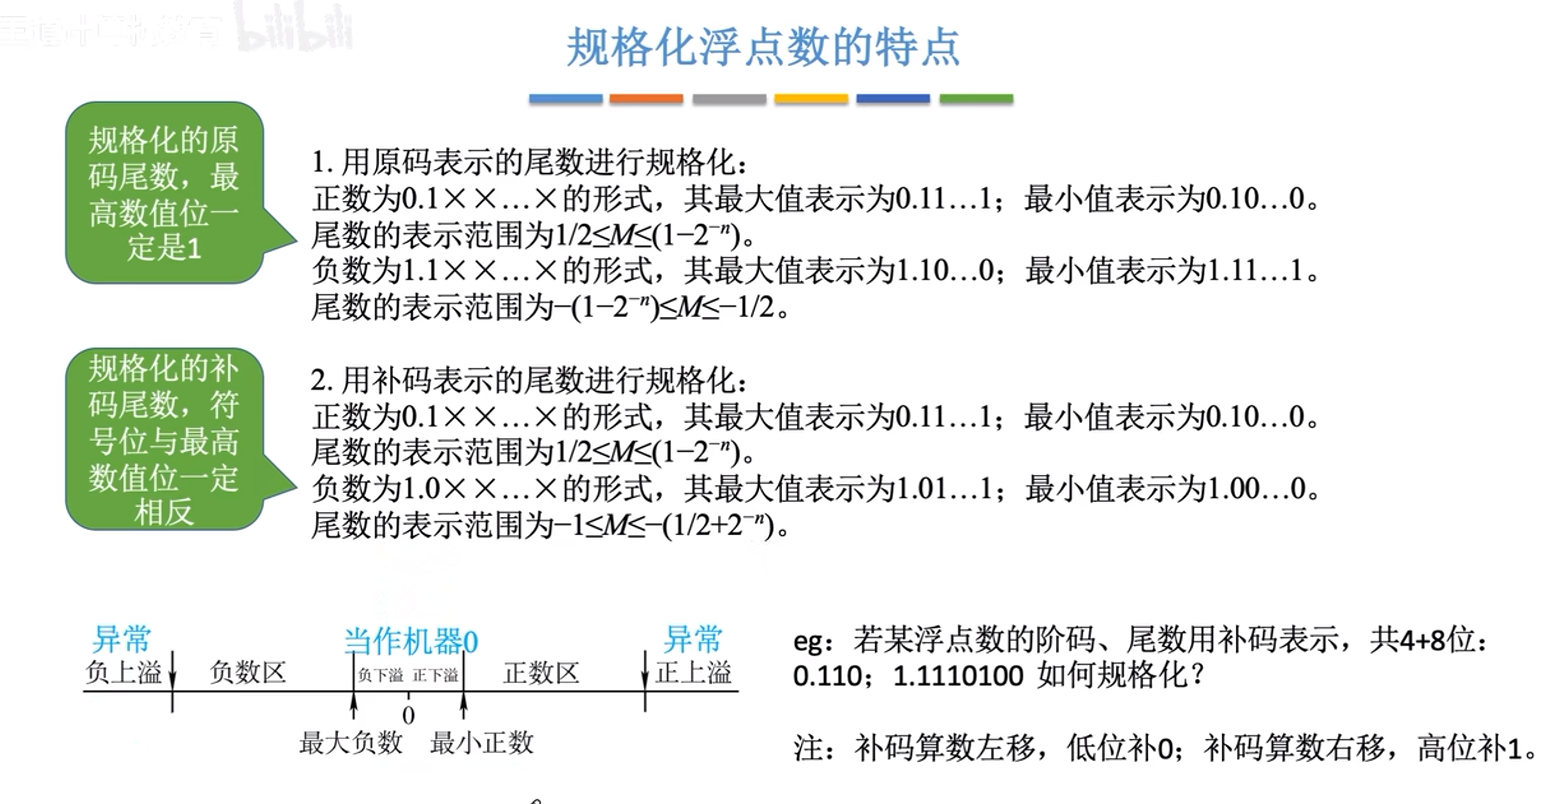 bilibili
规格化浮点数的特点
规格化的原
码尾数，最
高数值位一
定是1
1. 用原码表示的尾数进行规格化：
正数为0.1××…×的形式，其最大值表示为0.11…1；最小值表示为0.10…0。
尾数的表示范围为1/2≤M≤(1−2⁻ⁿ)。
负数为1.1××…×的形式，其最大值表示为1.10…0；最小值表示为1.11…1。
尾数的表示范围为−(1−2⁻ⁿ)≤M≤−1/2。
规格化的补
码尾数，符
号位与最高
数值位一定
相反
2. 用补码表示的尾数进行规格化：
正数为0.1××…×的形式，其最大值表示为0.11…1；最小值表示为0.10…0。
尾数的表示范围为1/2≤M≤(1−2⁻ⁿ)。
负数为1.0××…×的形式，其最大值表示为1.01…1；最小值表示为1.00…0。
尾数的表示范围为−1≤M≤−(1/2+2⁻ⁿ)。
异常 当作机器0 异常
负上溢 负数区 负下溢 正下溢 正数区 正上溢
0
最大负数 最小正数
eg：若某浮点数的阶码、尾数用补码表示，共4+8位：
0.110；1.1110100 如何规格化？
注：补码算数左移，低位补0；补码算数右移，高位补1。